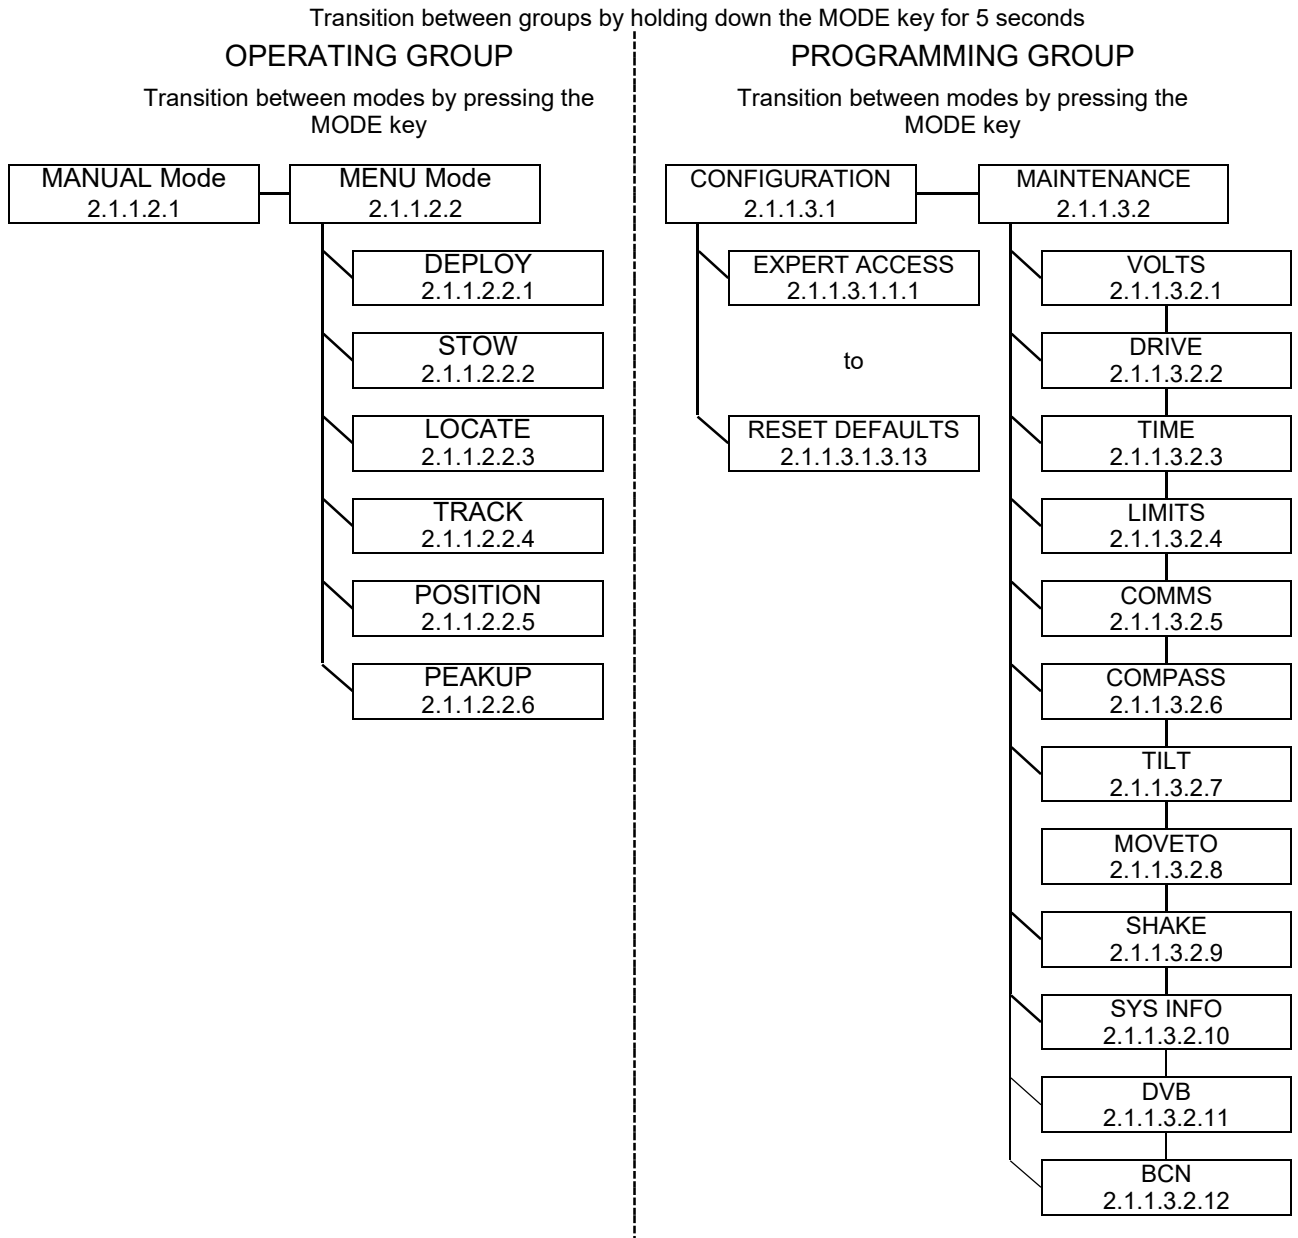 Transition between groups by holding down the MODE key for 5 seconds
OPERATING GROUP
Transition between modes by pressing the
MODE key
MANUAL Mode
2.1.1.2.1
MENU Mode
2.1.1.2.2
DEPLOY
2.1.1.2.2.1
STOW
2.1.1.2.2.2
LOCATE
2.1.1.2.2.3
TRACK
2.1.1.2.2.4
POSITION
2.1.1.2.2.5
PEAKUP
2.1.1.2.2.6
PROGRAMMING GROUP
Transition between modes by pressing the
MODE key
CONFIGURATION
2.1.1.3.1
EXPERT ACCESS
2.1.1.3.1.1.1
to
RESET DEFAULTS
2.1.1.3.1.3.13
MAINTENANCE
2.1.1.3.2
VOLTS
2.1.1.3.2.1
DRIVE
2.1.1.3.2.2
TIME
2.1.1.3.2.3
LIMITS
2.1.1.3.2.4
COMMS
2.1.1.3.2.5
COMPASS
2.1.1.3.2.6
TILT
2.1.1.3.2.7
MOVETO
2.1.1.3.2.8
SHAKE
2.1.1.3.2.9
SYS INFO
2.1.1.3.2.10
DVB
2.1.1.3.2.11
BCN
2.1.1.3.2.12